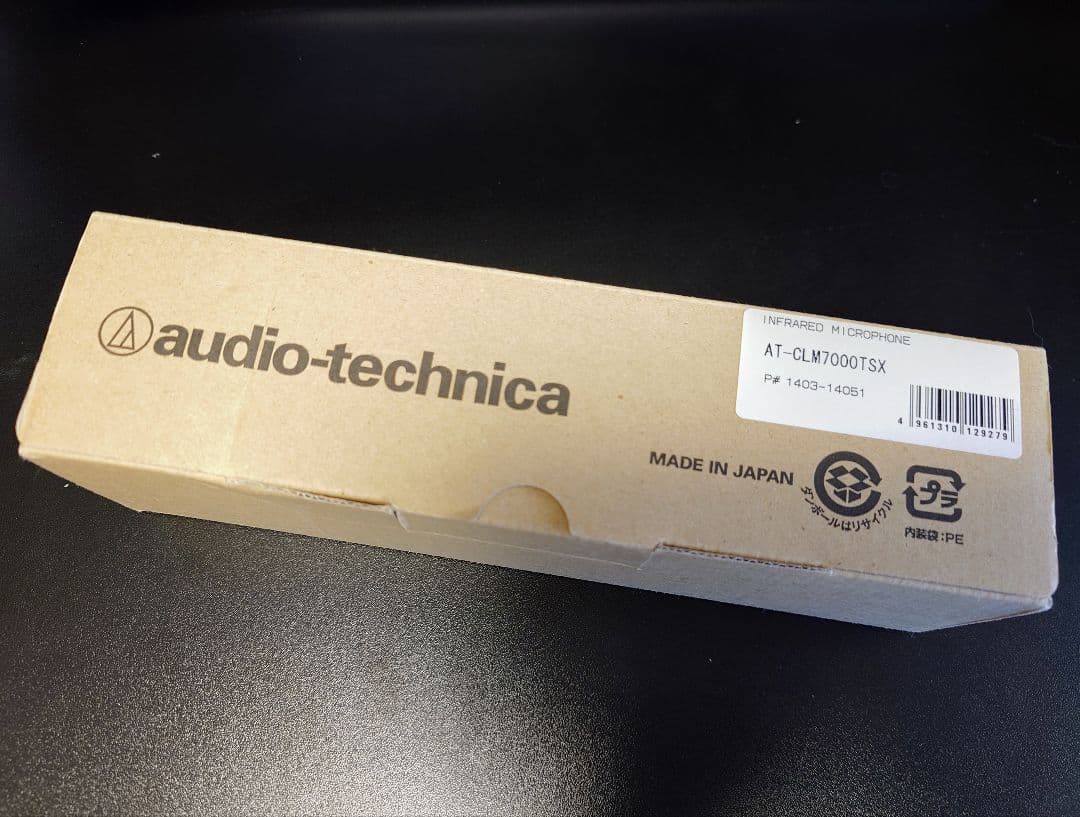 audio-technica
INFRARED MICROPHONE
AT-CLM7000TSX
P# 1403-14051
4 961310 129279
MADE IN JAPAN
ダンボールはリサイクル
プラ
内装袋:PE